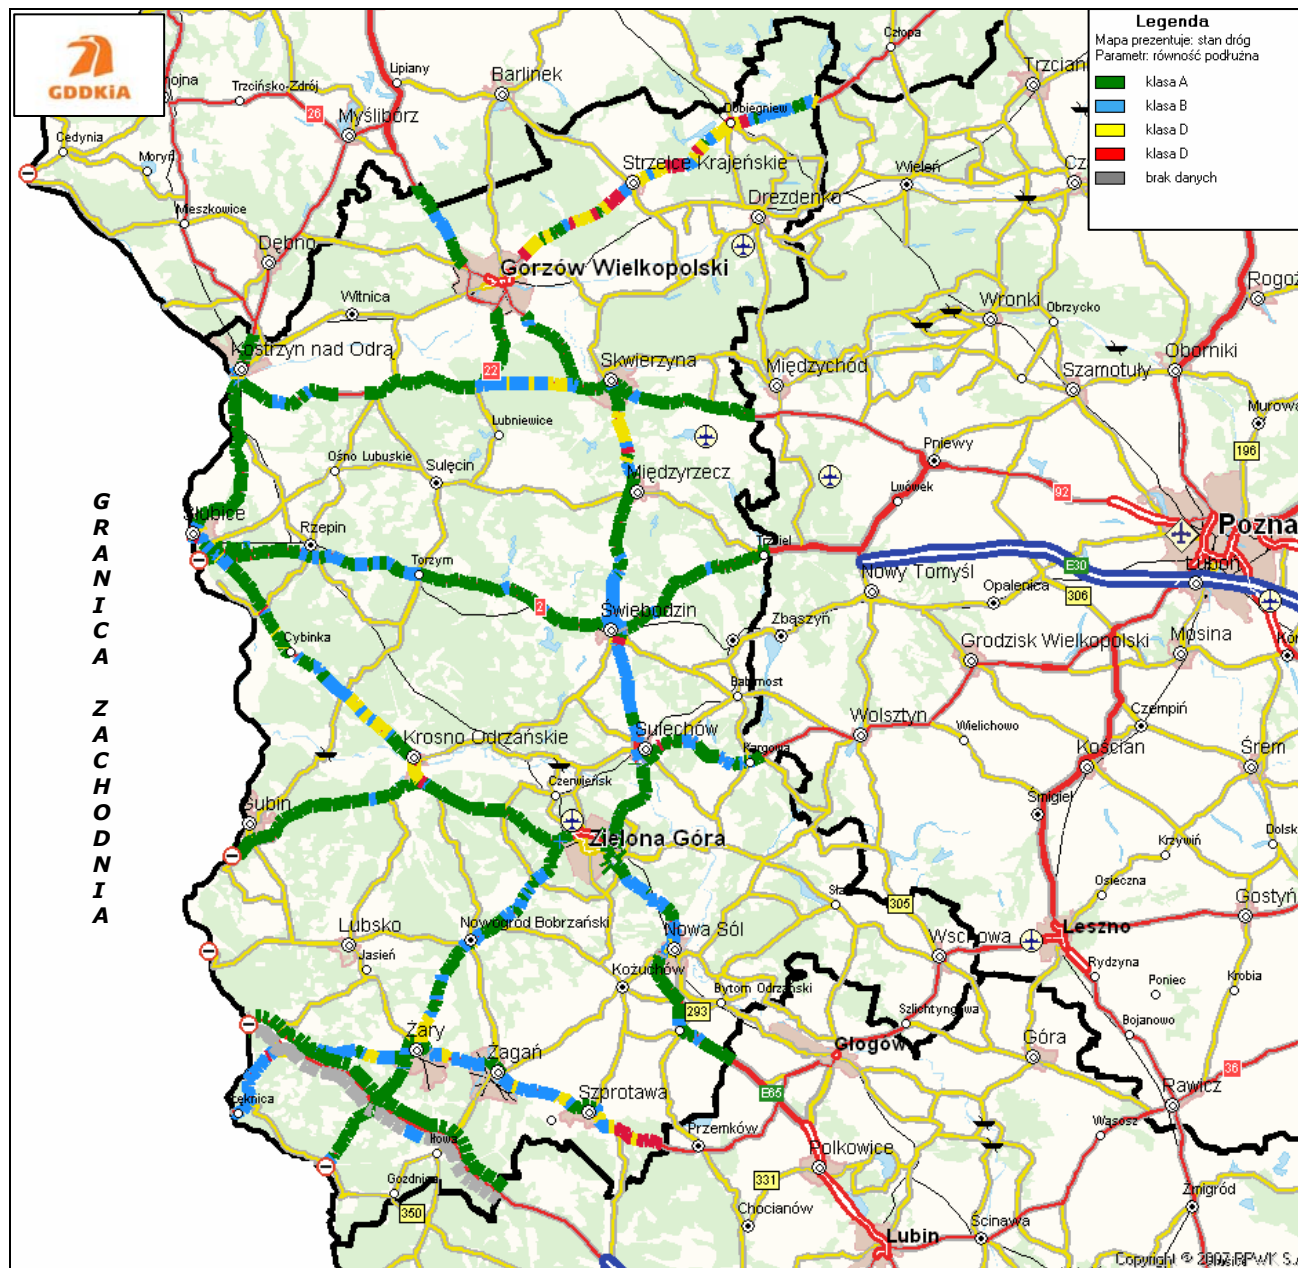 GDDKiA
Legenda
Mapa prezentuje: stan dróg
Parametr: równość podłużna
klasa A
klasa B
klasa D
klasa D
brak danych
Człopa
Lipiany
Barlinek
Trzcińsko-Zdrój
26
Myślibórz
Dobiegniew
Cedynia
Moryń
Strzelce Krajeńskie
Wieleń
Mieszkowice
Drezdenko
Dębno
Gorzów Wielkopolski
Witnica
Wronki
Obrzycko
Kostrzyn nad Odrą
22
Skwierzyna
Międzychód
Oborniki
Szamotuły
Lubniewice
Pniewy
196
Ośno Lubuskie
Sulęcin
Międzyrzecz
Lwówek
92
Słubice
Rzepin
Trzciel
Torzym
E30
Luboń
Nowy Tomyśl
Opalenica
306
2
Świebodzin
Zbąszyń
Cybinka
Grodzisk Wielkopolski
Mosina
Babimost
Sulechów
Wolsztyn
Wielichowo
Czempiń
Krosno Odrzańskie
Kargowa
Kościan
Śrem
Czerwieńsk
Gubin
Śmigiel
Zielona Góra
Krzywiń
Dolsk
Osieczna
305
Gostyń
Lubsko
Nowogród Bobrzański
Nowa Sól
Wschowa
Leszno
Jasień
Kożuchów
Rydzyna
Bytom Odrzański
Poniec
Krobia
293
Szlichtyngowa
Bojanowo
Żary
Żagań
Głogów
Góra
36
E65
Szprotawa
Rawicz
Łęknica
Iłowa
Przemków
Wąsosz
Polkowice
Gozdnica
331
Żmigród
350
Chocianów
Lubin
Ścinawa
GRANICA ZACHODNIA